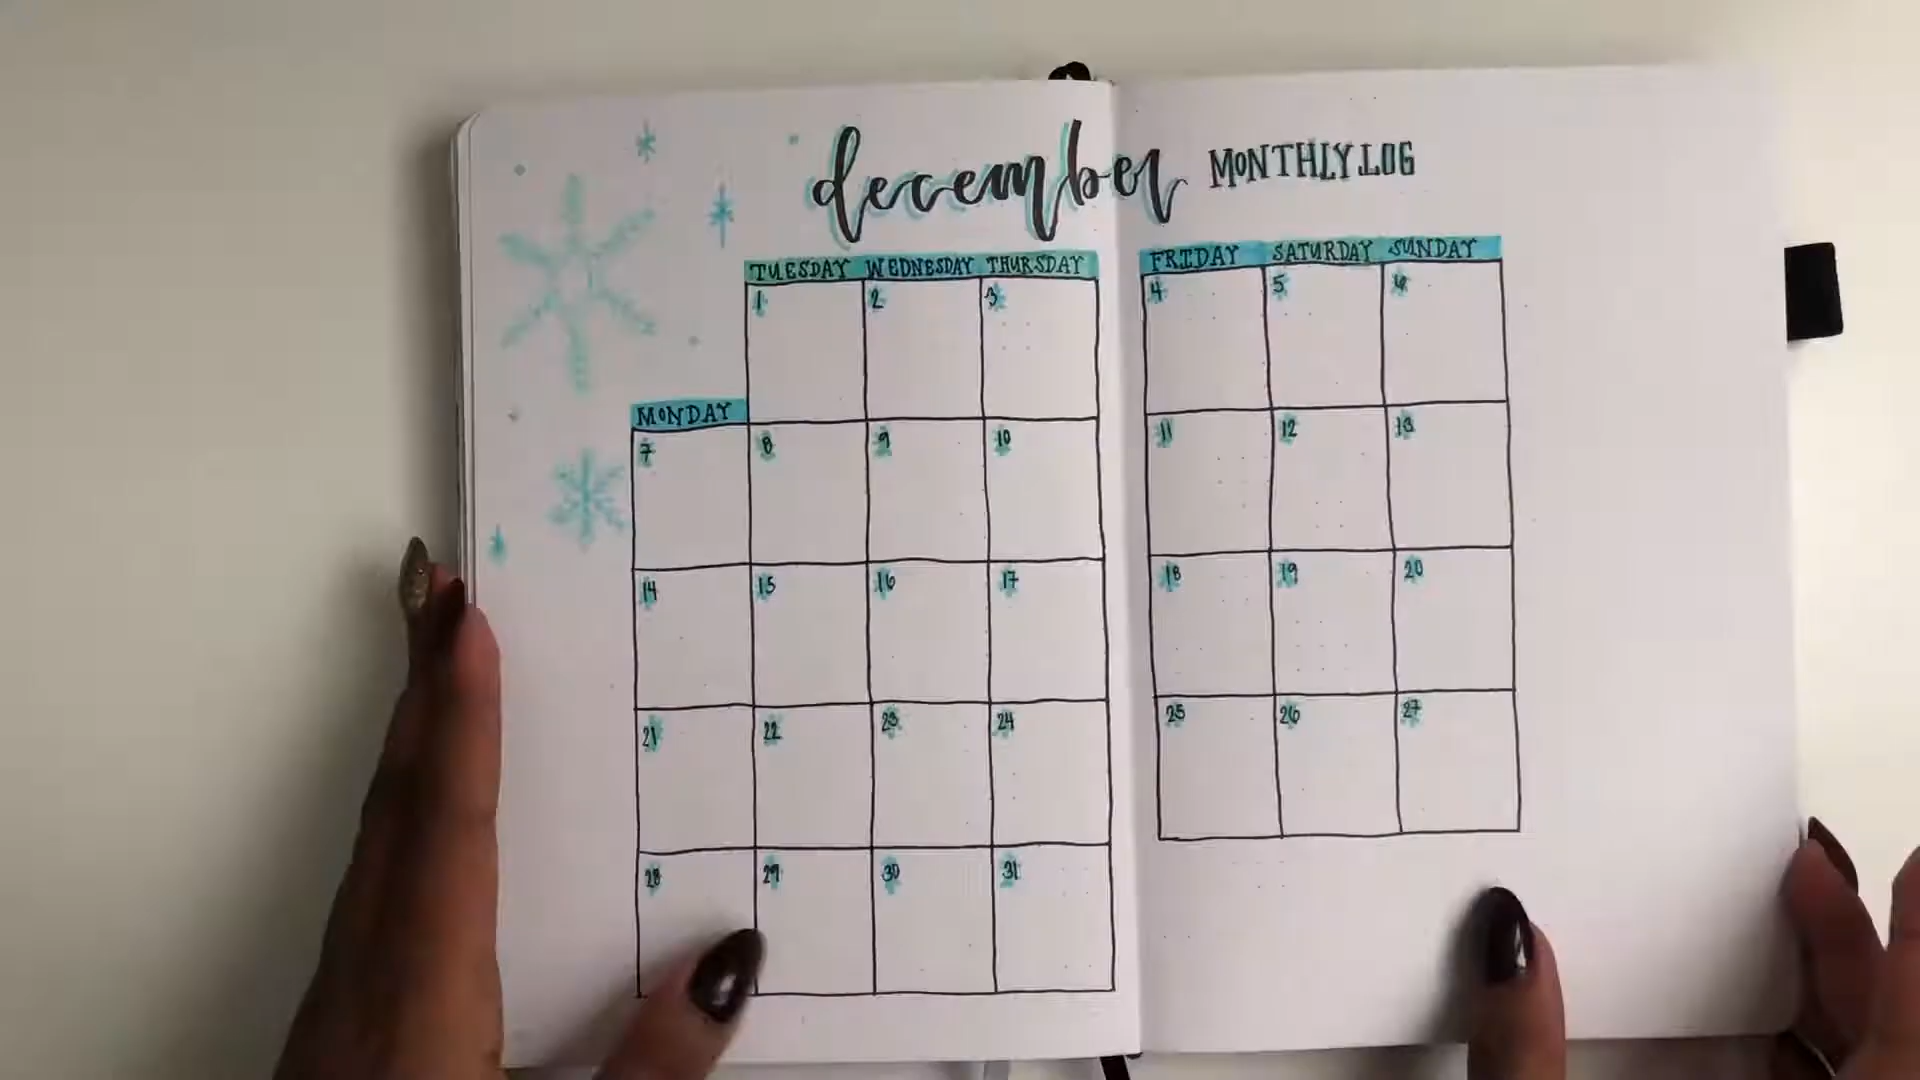 december MONTHLY LOG
TUESDAY WEDNESDAY THURSDAY FRIDAY SATURDAY SUNDAY
1 2 3 4 5 6
MONDAY
7 8 9 10 11 12 13
14 15 16 17 18 19 20
21 22 23 24 25 26 27
28 29 30 31